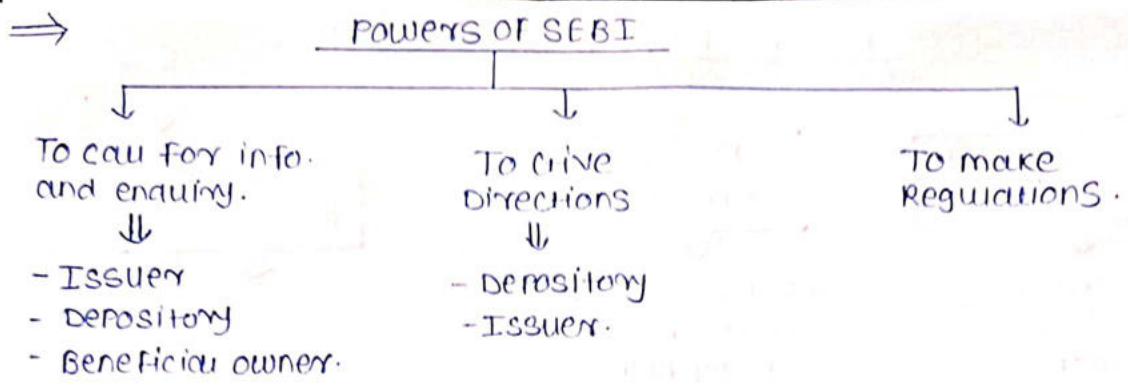 ⇒ Powers of SEBI
To call for info.
and enquiry.
⇓
- Issuer
- Depository
- Beneficial owner.
To Give
Directions
⇓
- Depository
- Issuer.
To make
Regulations.